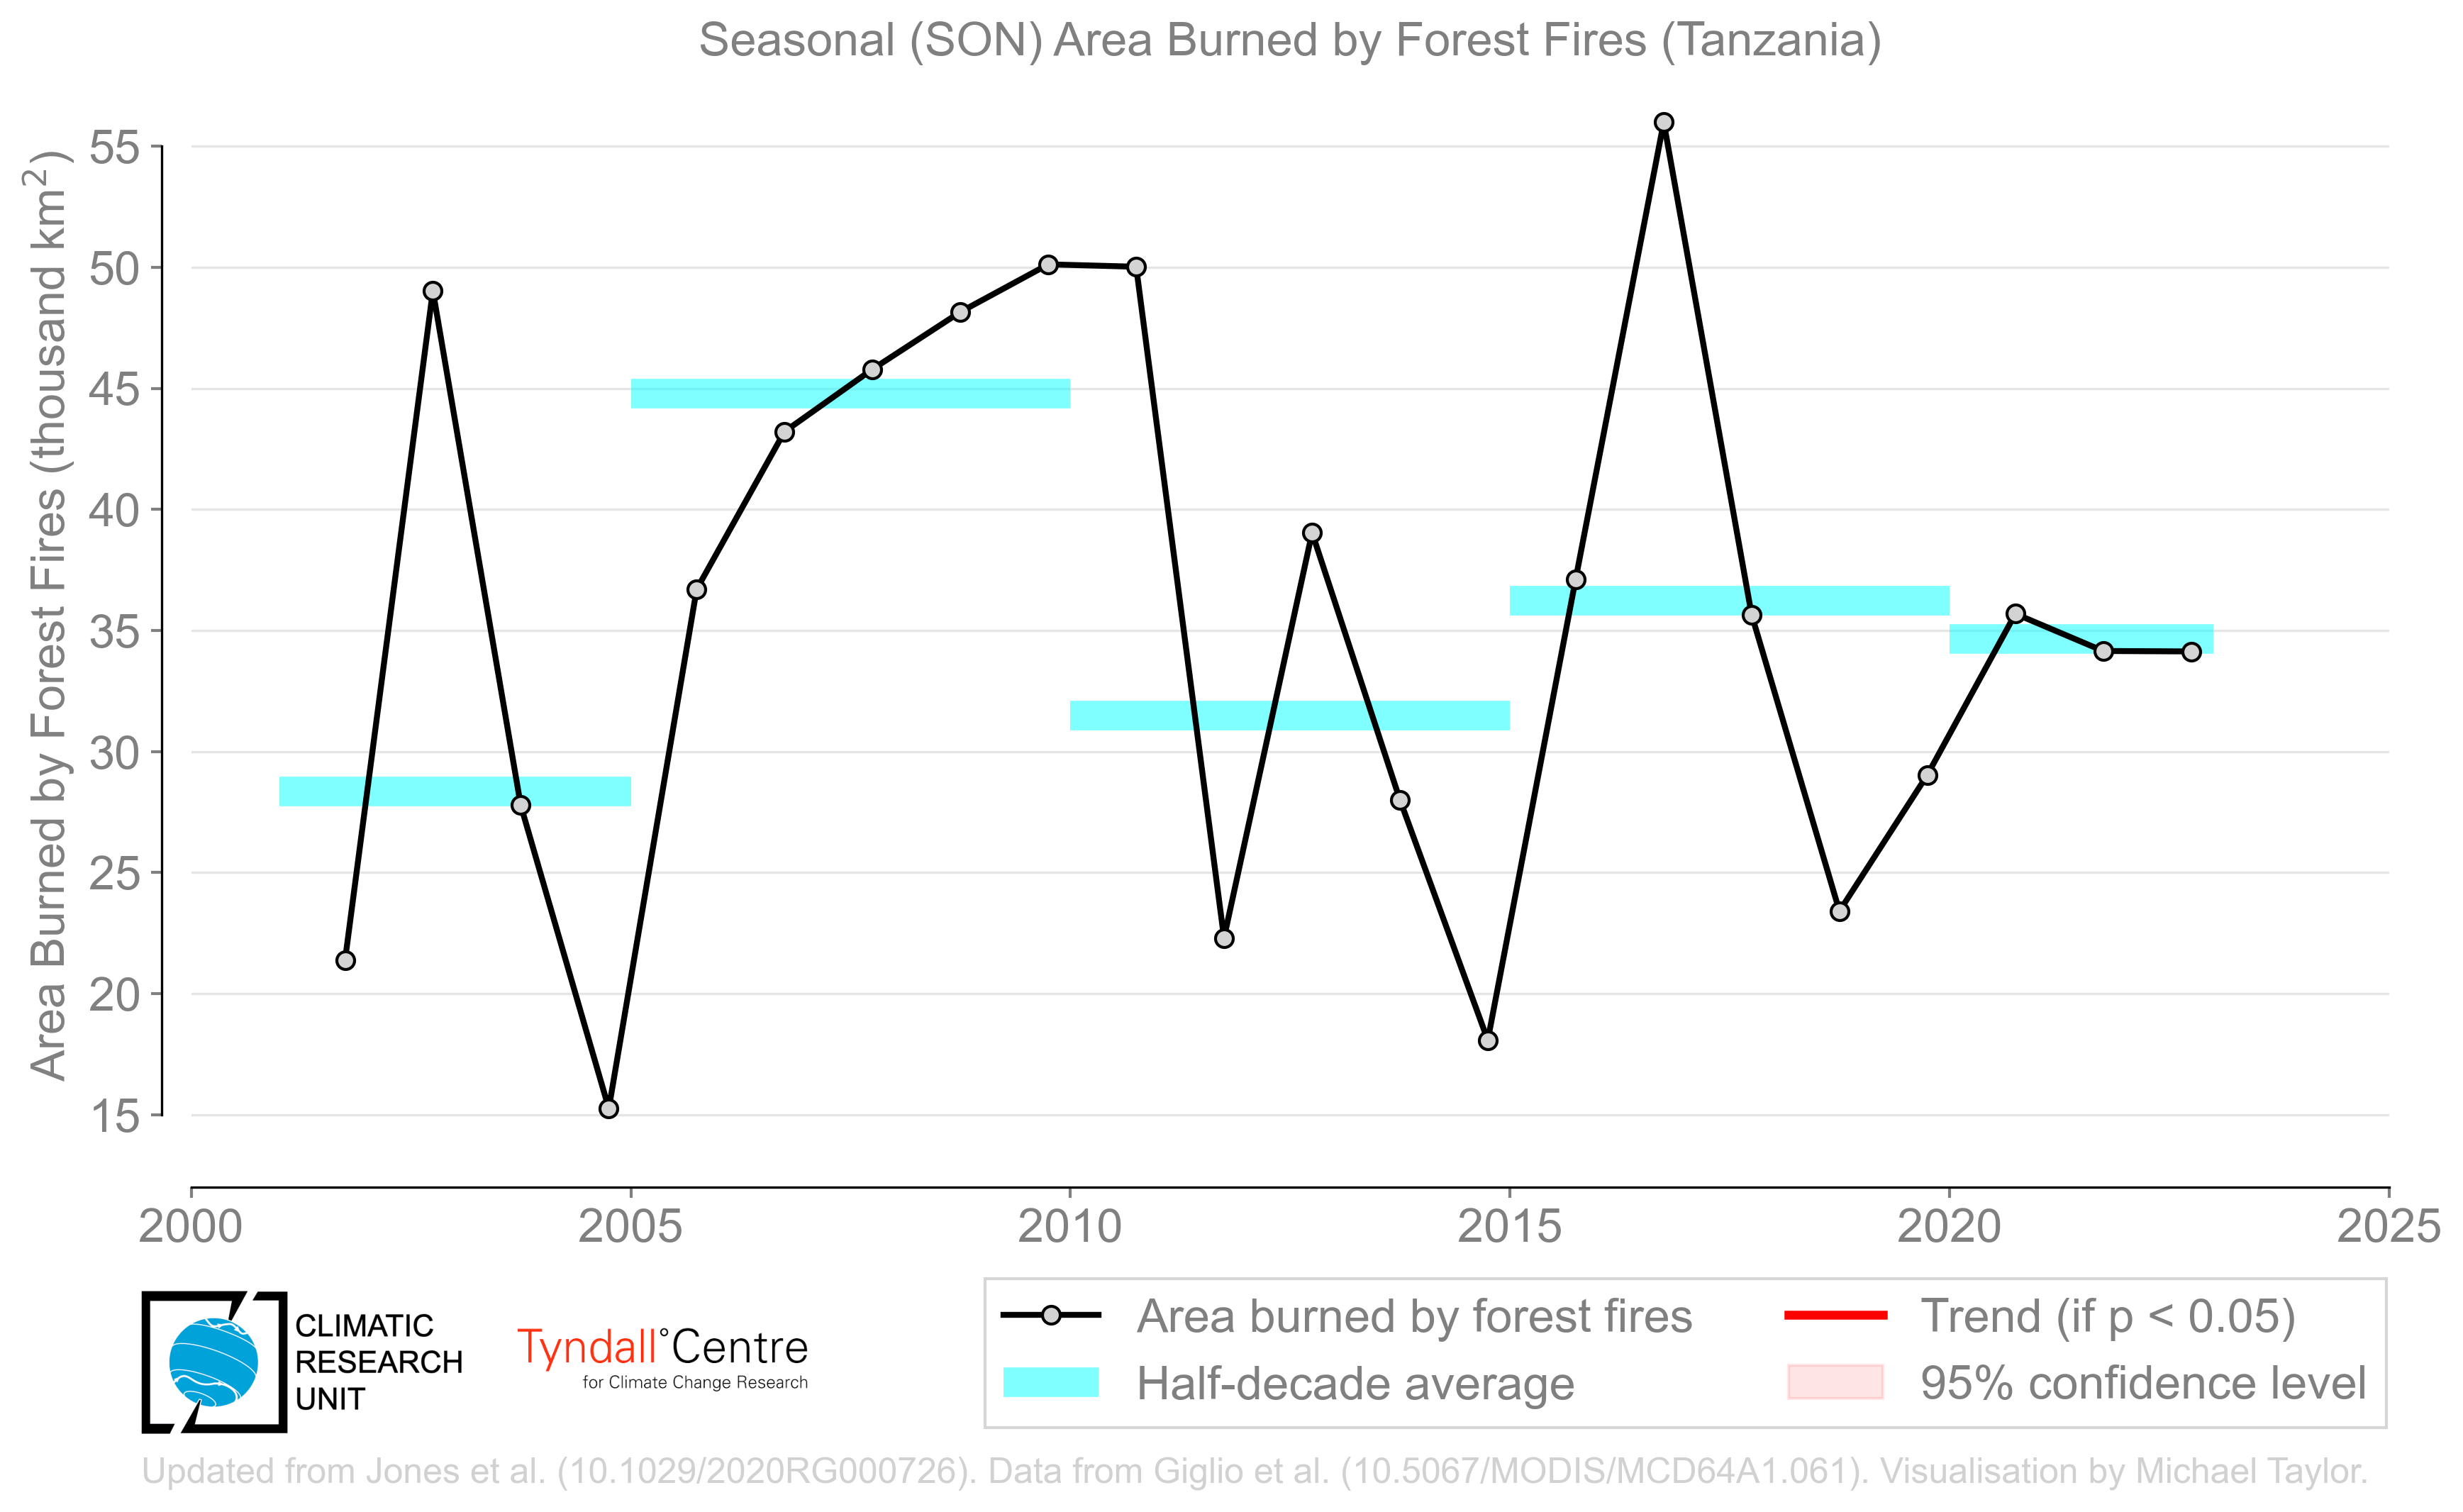 Seasonal (SON) Area Burned by Forest Fires (Tanzania)
Area Burned by Forest Fires (thousand km²)
55
50
45
40
35
30
25
20
15
2000 2005 2010 2015 2020 2025
CLIMATIC
RESEARCH
UNIT
Tyndall°Centre
for Climate Change Research
Area burned by forest fires
Half-decade average
Trend (if p < 0.05)
95% confidence level
Updated from Jones et al. (10.1029/2020RG000726). Data from Giglio et al. (10.5067/MODIS/MCD64A1.061). Visualisation by Michael Taylor.